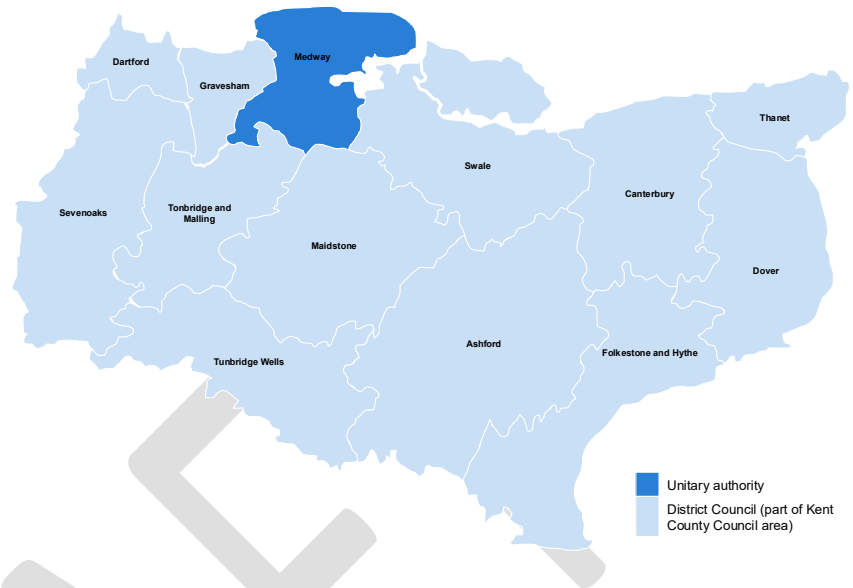 Medway
Dartford
Gravesham
Thanet
Swale
Canterbury
Tonbridge and
Malling
Sevenoaks
Maidstone
Dover
Ashford
Folkestone and Hythe
Tunbridge Wells
Unitary authority
District Council (part of Kent
County Council area)